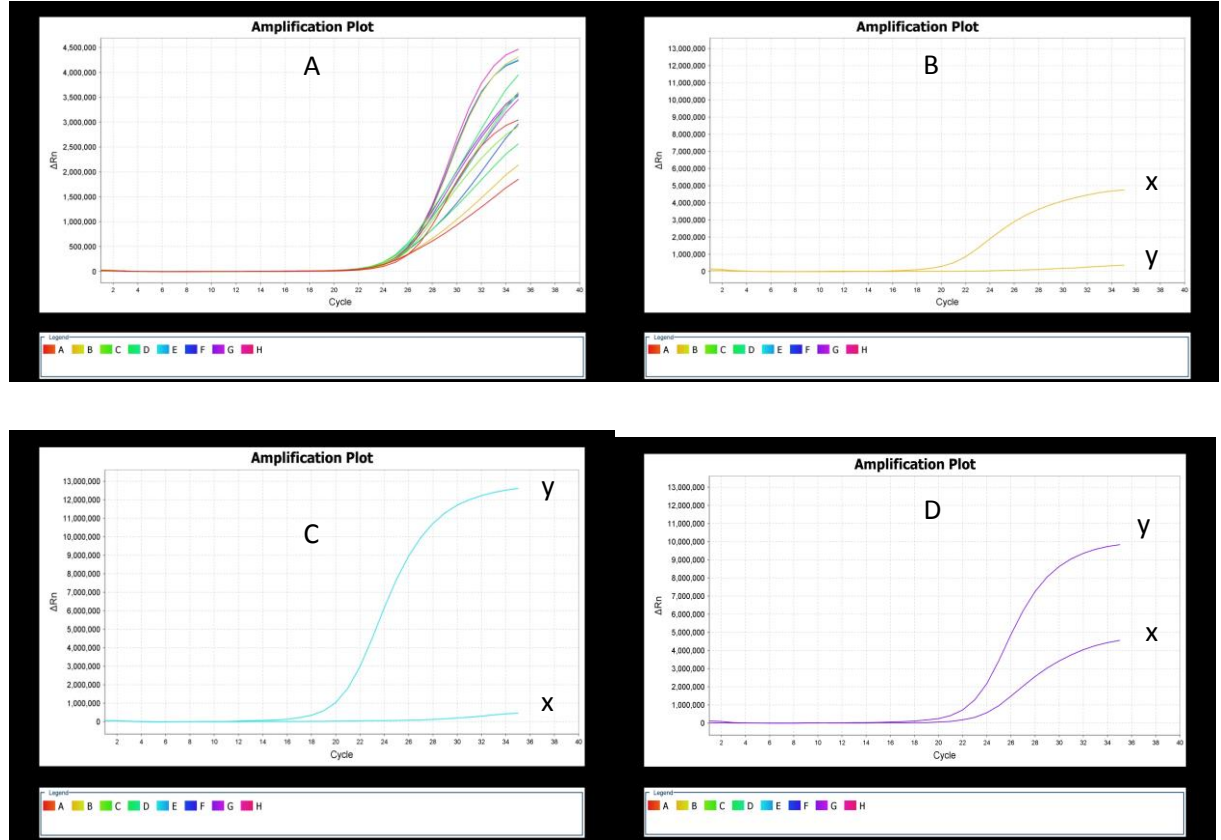 Amplification Plot
A
4,500,000
4,000,000
3,500,000
3,000,000
2,500,000
2,000,000
1,500,000
1,000,000
500,000
0
ΔRn
2 4 6 8 10 12 14 16 18 20 22 24 26 28 30 32 34 36 38 40
Cycle
Legend
A B C D E F G H
Amplification Plot
B
13,000,000
12,000,000
11,000,000
10,000,000
9,000,000
8,000,000
7,000,000
6,000,000
5,000,000
4,000,000
3,000,000
2,000,000
1,000,000
0
ΔRn
x
y
2 4 6 8 10 12 14 16 18 20 22 24 26 28 30 32 34 36 38 40
Cycle
Legend
A B C D E F G H
Amplification Plot
C
13,000,000
12,000,000
11,000,000
10,000,000
9,000,000
8,000,000
7,000,000
6,000,000
5,000,000
4,000,000
3,000,000
2,000,000
1,000,000
0
ΔRn
y
x
2 4 6 8 10 12 14 16 18 20 22 24 26 28 30 32 34 36 38 40
Cycle
Legend
A B C D E F G H
Amplification Plot
D
13,000,000
12,000,000
11,000,000
10,000,000
9,000,000
8,000,000
7,000,000
6,000,000
5,000,000
4,000,000
3,000,000
2,000,000
1,000,000
0
ΔRn
y
x
2 4 6 8 10 12 14 16 18 20 22 24 26 28 30 32 34 36 38 40
Cycle
Legend
A B C D E F G H